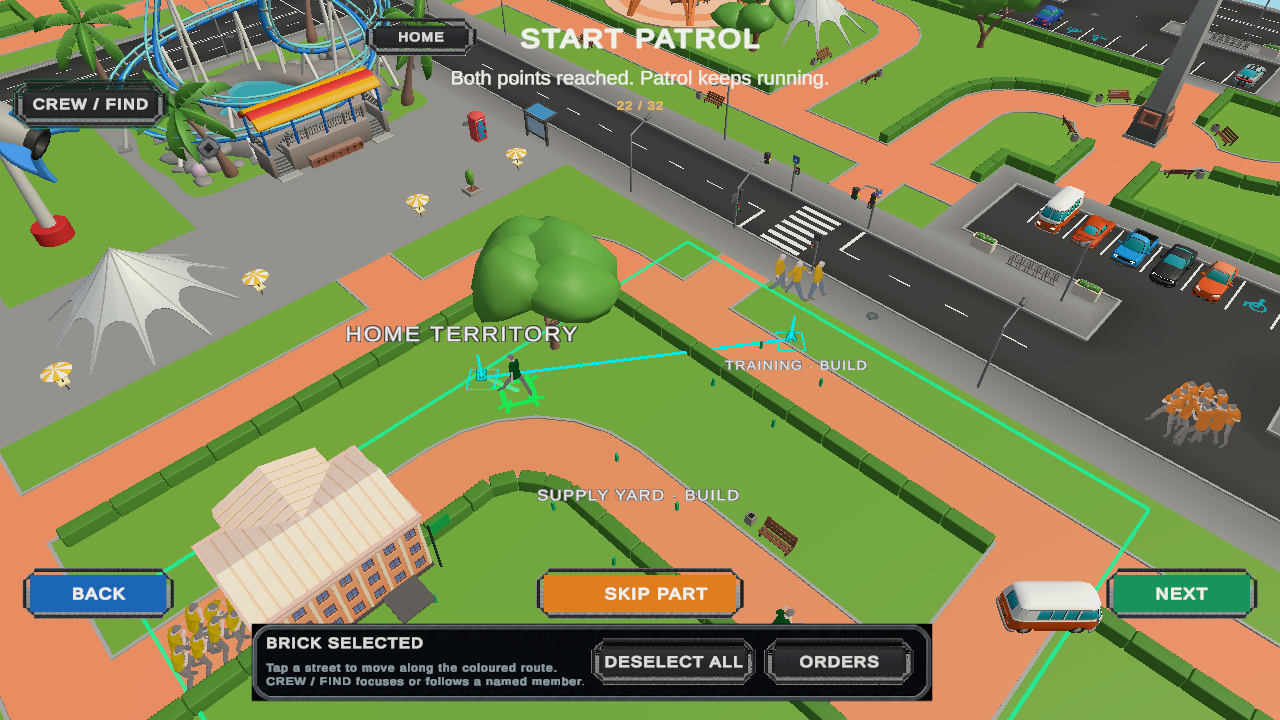 HOME
START PATROL
Both points reached. Patrol keeps running.
CREW / FIND
22 / 32
HOME TERRITORY
TRAINING · BUILD
SUPPLY YARD · BUILD
BACK
SKIP PART
NEXT
BRICK SELECTED
Tap a street to move along the coloured route.
CREW / FIND focuses or follows a named member.
DESELECT ALL
ORDERS